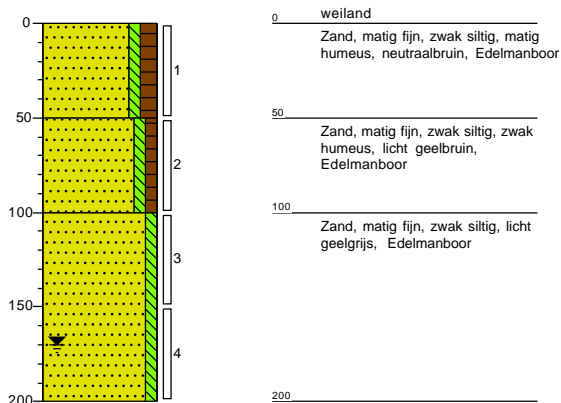 0
50
100
150
200
1
2
3
4
0
weiland
Zand, matig fijn, zwak siltig, matig
humeus, neutraalbruin, Edelmanboor
50
Zand, matig fijn, zwak siltig, zwak
humeus, licht geelbruin,
Edelmanboor
100
Zand, matig fijn, zwak siltig, licht
geelgrijs, Edelmanboor
200